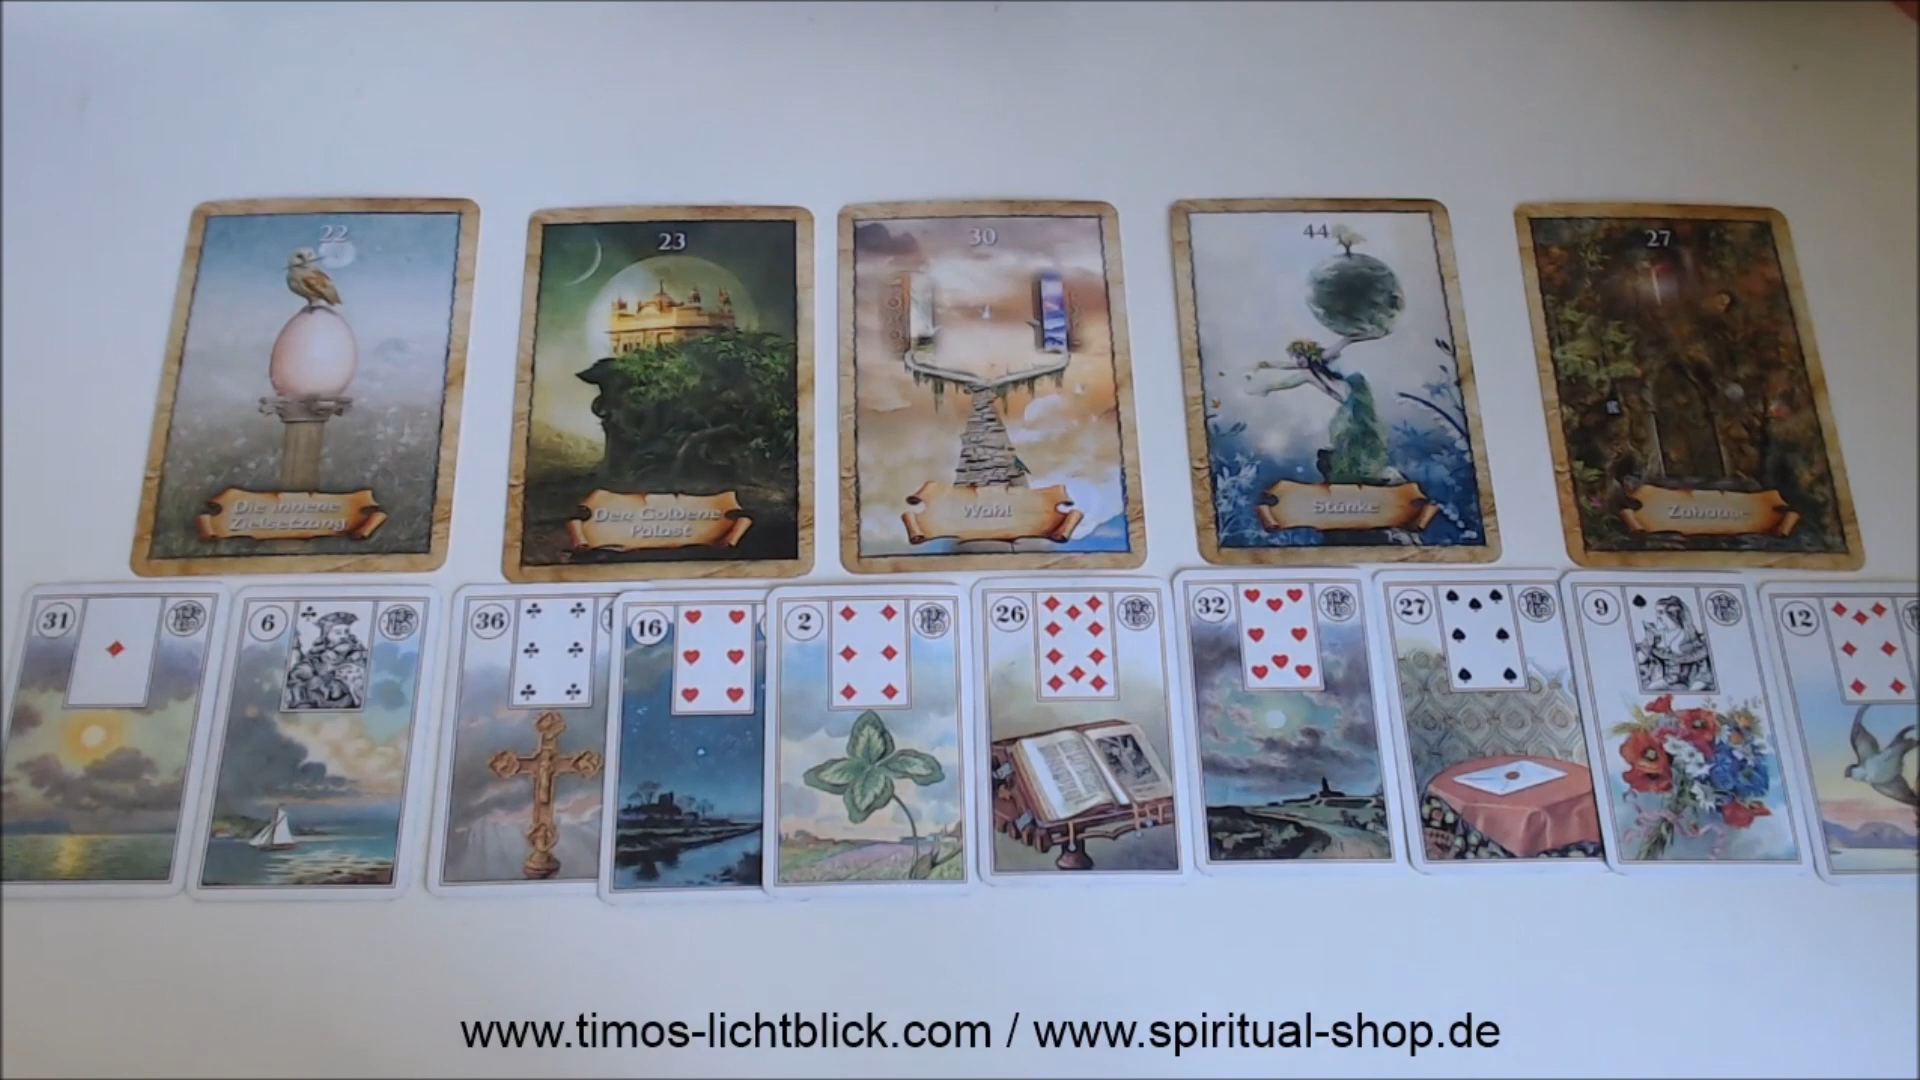 22
Die innere
Zielsetzung
23
Der Goldene
Palast
30
Wahl
44
Stärke
27
Zuhause
31
6
36
16
2
26
32
27
9
12
www.timos-lichtblick.com / www.spiritual-shop.de